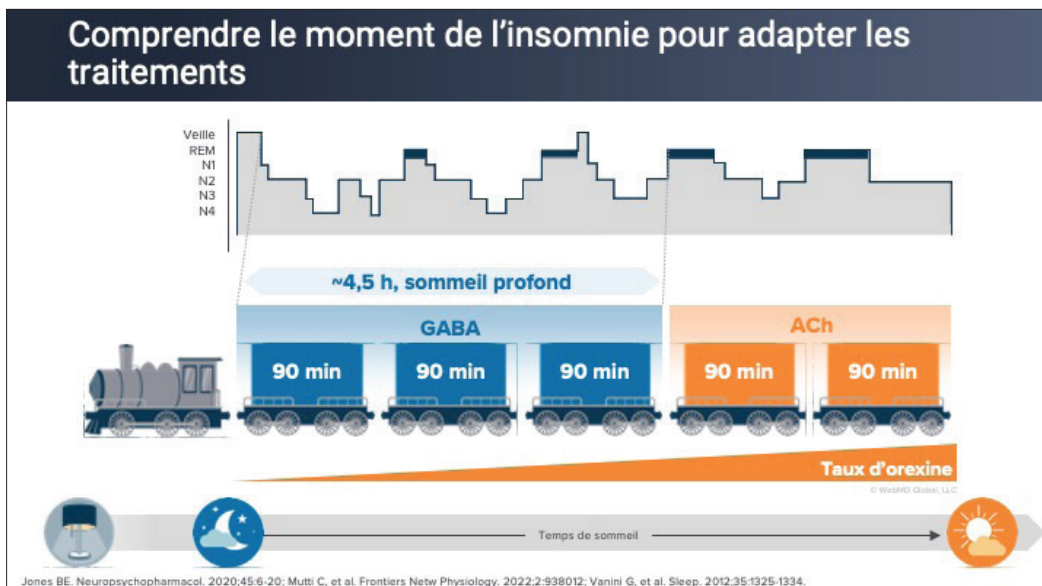 Comprendre le moment de l'insomnie pour adapter les
traitements
Veille
REM
N1
N2
N3
N4
~4,5 h, sommeil profond
GABA
ACh
90 min
90 min
90 min
90 min
90 min
Taux d'orexine
© WebMD Global, LLC
Temps de sommeil
Jones BE. Neuropsychopharmacol. 2020;45:6-20; Mutti C, et al. Frontiers Netw Physiology. 2022;2:938012; Vanini G, et al. Sleep. 2012;35:1325-1334.